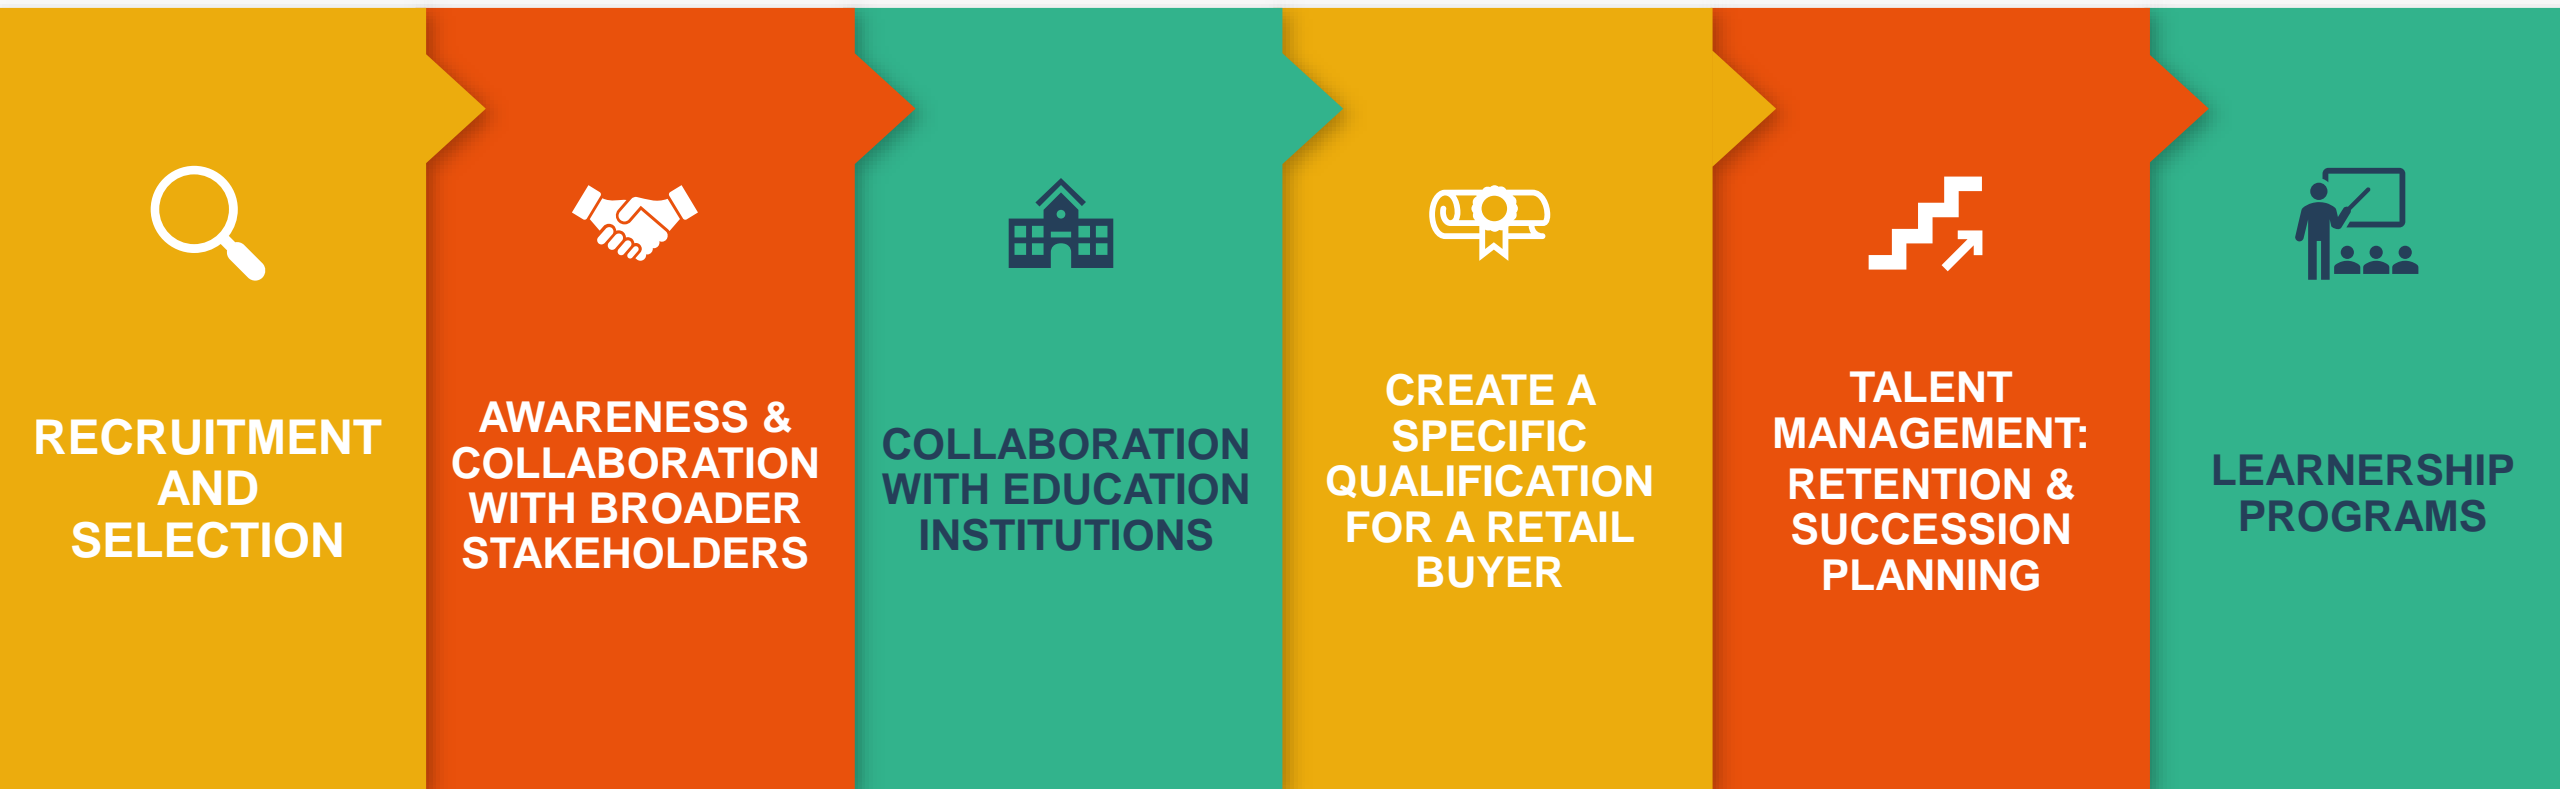 RECRUITMENT
AND
SELECTION
AWARENESS &
COLLABORATION
WITH BROADER
STAKEHOLDERS
COLLABORATION
WITH EDUCATION
INSTITUTIONS
CREATE A
SPECIFIC
QUALIFICATION
FOR A RETAIL
BUYER
TALENT
MANAGEMENT:
RETENTION &
SUCCESSION
PLANNING
LEARNERSHIP
PROGRAMS